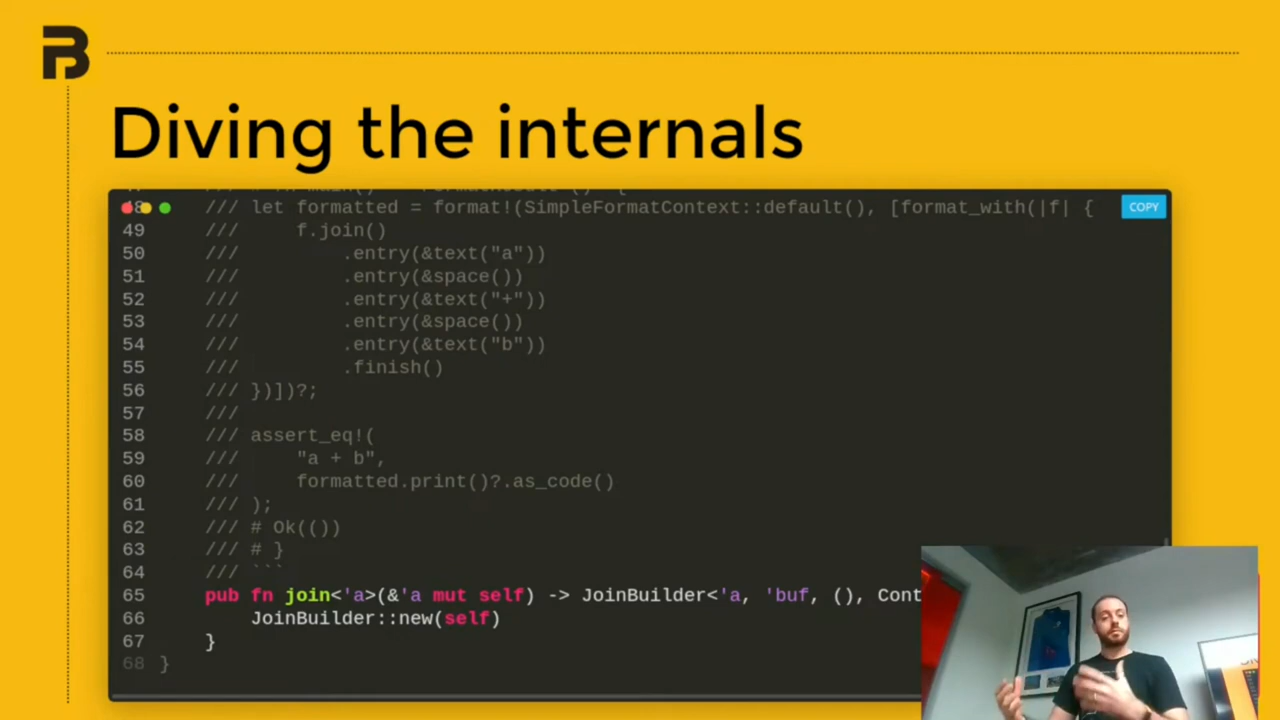 Diving the internals
COPY
48 /// let formatted = format!(SimpleFormatContext::default(), [format_with(|f| {
49 ///     f.join()
50 ///         .entry(&text("a"))
51 ///         .entry(&space())
52 ///         .entry(&text("+"))
53 ///         .entry(&space())
54 ///         .entry(&text("b"))
55 ///         .finish()
56 /// })])?;
57 ///
58 /// assert_eq!(
59 ///     "a + b",
60 ///     formatted.print()?.as_code()
61 /// );
62 /// # Ok(())
63 /// # }
64 /// ```
65 pub fn join<'a>(&'a mut self) -> JoinBuilder<'a, 'buf, (), Cont
66     JoinBuilder::new(self)
67 }
68 }